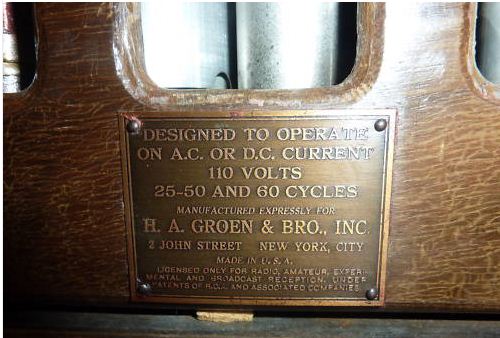 DESIGNED TO OPERATE
ON A.C. OR D.C. CURRENT
110 VOLTS
25-50 AND 60 CYCLES
MANUFACTURED EXPRESSLY FOR
H. A. GROEN & BRO., INC.
2 JOHN STREET NEW YORK, CITY
MADE IN U.S.A.
LICENSED ONLY FOR RADIO, AMATEUR, EXPERI-
MENTAL AND BROADCAST RECEPTION, UNDER
PATENTS OF R.C.A. AND ASSOCIATED COMPANIES.